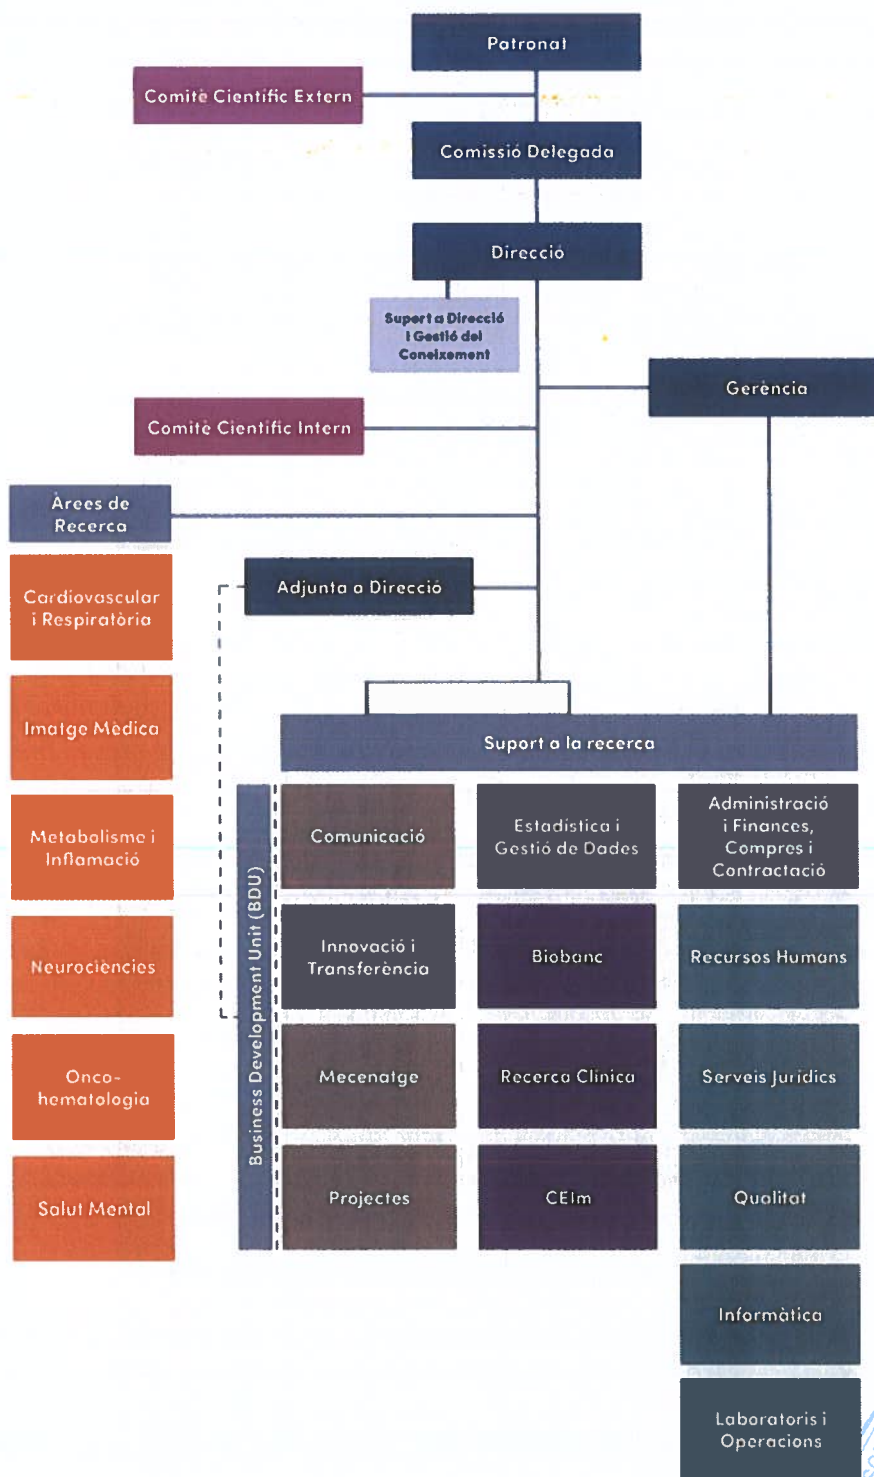 Patronat
Comitè Científic Extern
Comissió Delegada
Direcció
Suport a Direcció
i Gestió del
Coneixement
Gerència
Comitè Científic Intern
Àrees de
Recerca
Adjunta a Direcció
Cardiovascular
i Respiratòria
Imatge Mèdica
Metabolisme i
Inflamació
Neurociències
Onco-
hematologia
Salut Mental
Suport a la recerca
Business Development Unit (BDU)
Comunicació
Estadística i
Gestió de Dades
Administració
i Finances,
Compres i
Contractació
Innovació i
Transferència
Biobanc
Recursos Humans
Mecenatge
Recerca Clínica
Serveis Jurídics
Projectes
CEIm
Qualitat
Informàtica
Laboratoris i
Operacions